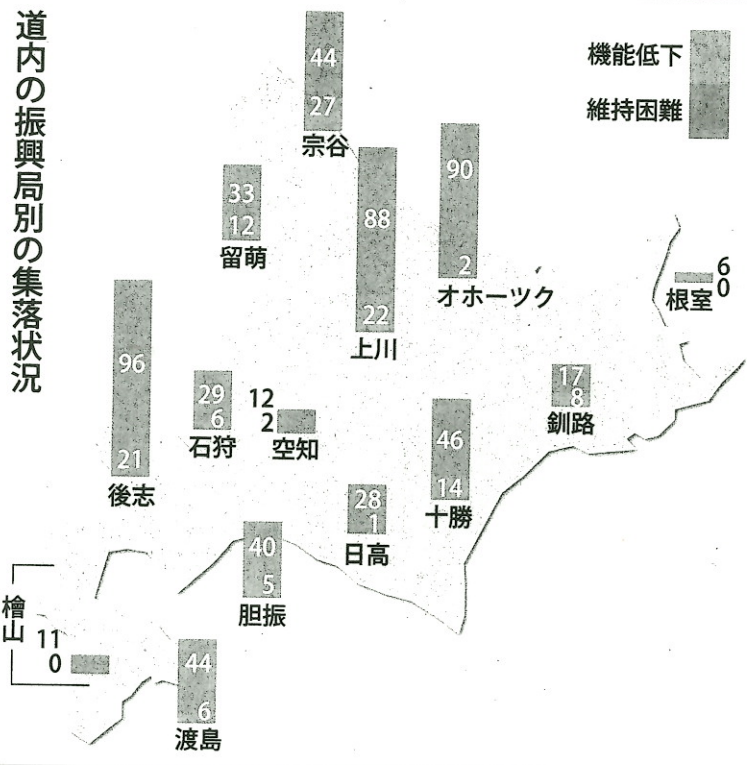 道内の振興局別の集落状況
機能低下
維持困難
44
27
宗谷
33
12
留萌
88
22
上川
90
2
オホーツク
6
0
根室
96
21
後志
29
6
石狩
12
2
空知
17
8
釧路
46
14
十勝
28
1
日高
40
5
胆振
檜山
11
0
44
6
渡島